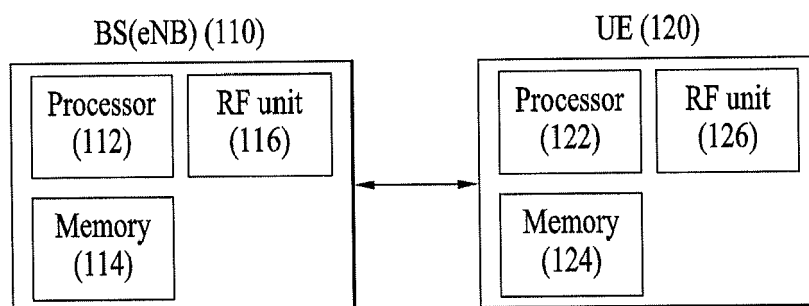 BS(eNB) (110)
Processor
(112)
RF unit
(116)
Memory
(114)
UE (120)
Processor
(122)
RF unit
(126)
Memory
(124)